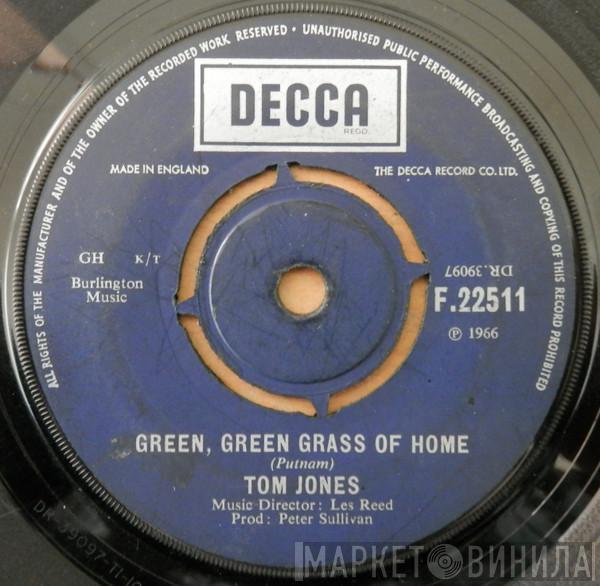 ALL RIGHTS OF THE MANUFACTURER AND OF THE OWNER OF THE RECORDED WORK RESERVED • UNAUTHORISED PUBLIC PERFORMANCE BROADCASTING AND COPYING OF THIS RECORD PROHIBITED
DECCA
REGD.
MADE IN ENGLAND
THE DECCA RECORD CO. LTD.
GH K/T
Burlington
Music
DR.39097
F.22511
℗ 1966
GREEN, GREEN GRASS OF HOME
(Putnam)
TOM JONES
Music Director: Les Reed
Prod: Peter Sullivan
МАРКЕТ ВИНИЛА